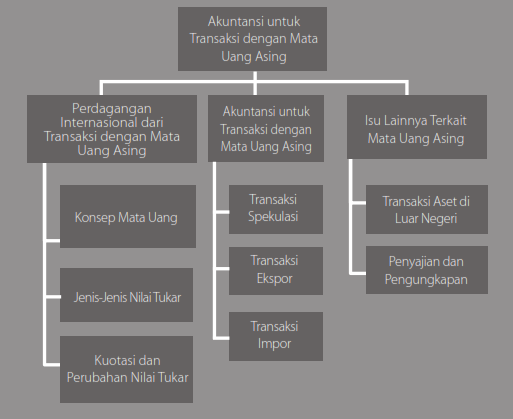 Akuntansi untuk
Transaksi dengan Mata
Uang Asing
Perdagangan
Internasional dari
Transaksi dengan Mata
Uang Asing
Konsep Mata Uang
Jenis-Jenis Nilai Tukar
Kuotasi dan
Perubahan Nilai Tukar
Akuntansi untuk
Transaksi dengan
Mata Uang Asing
Transaksi
Spekulasi
Transaksi
Ekspor
Transaksi
Impor
Isu Lainnya Terkait
Mata Uang Asing
Transaksi Aset di
Luar Negeri
Penyajian dan
Pengungkapan